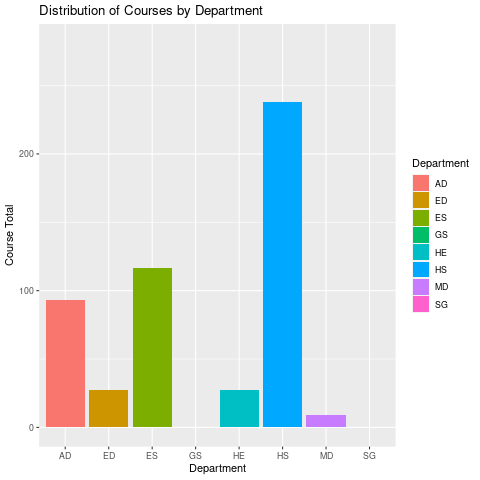 Distribution of Courses by Department
Course Total
200
100
0
AD ED ES GS HE HS MD SG
Department
Department
AD
ED
ES
GS
HE
HS
MD
SG